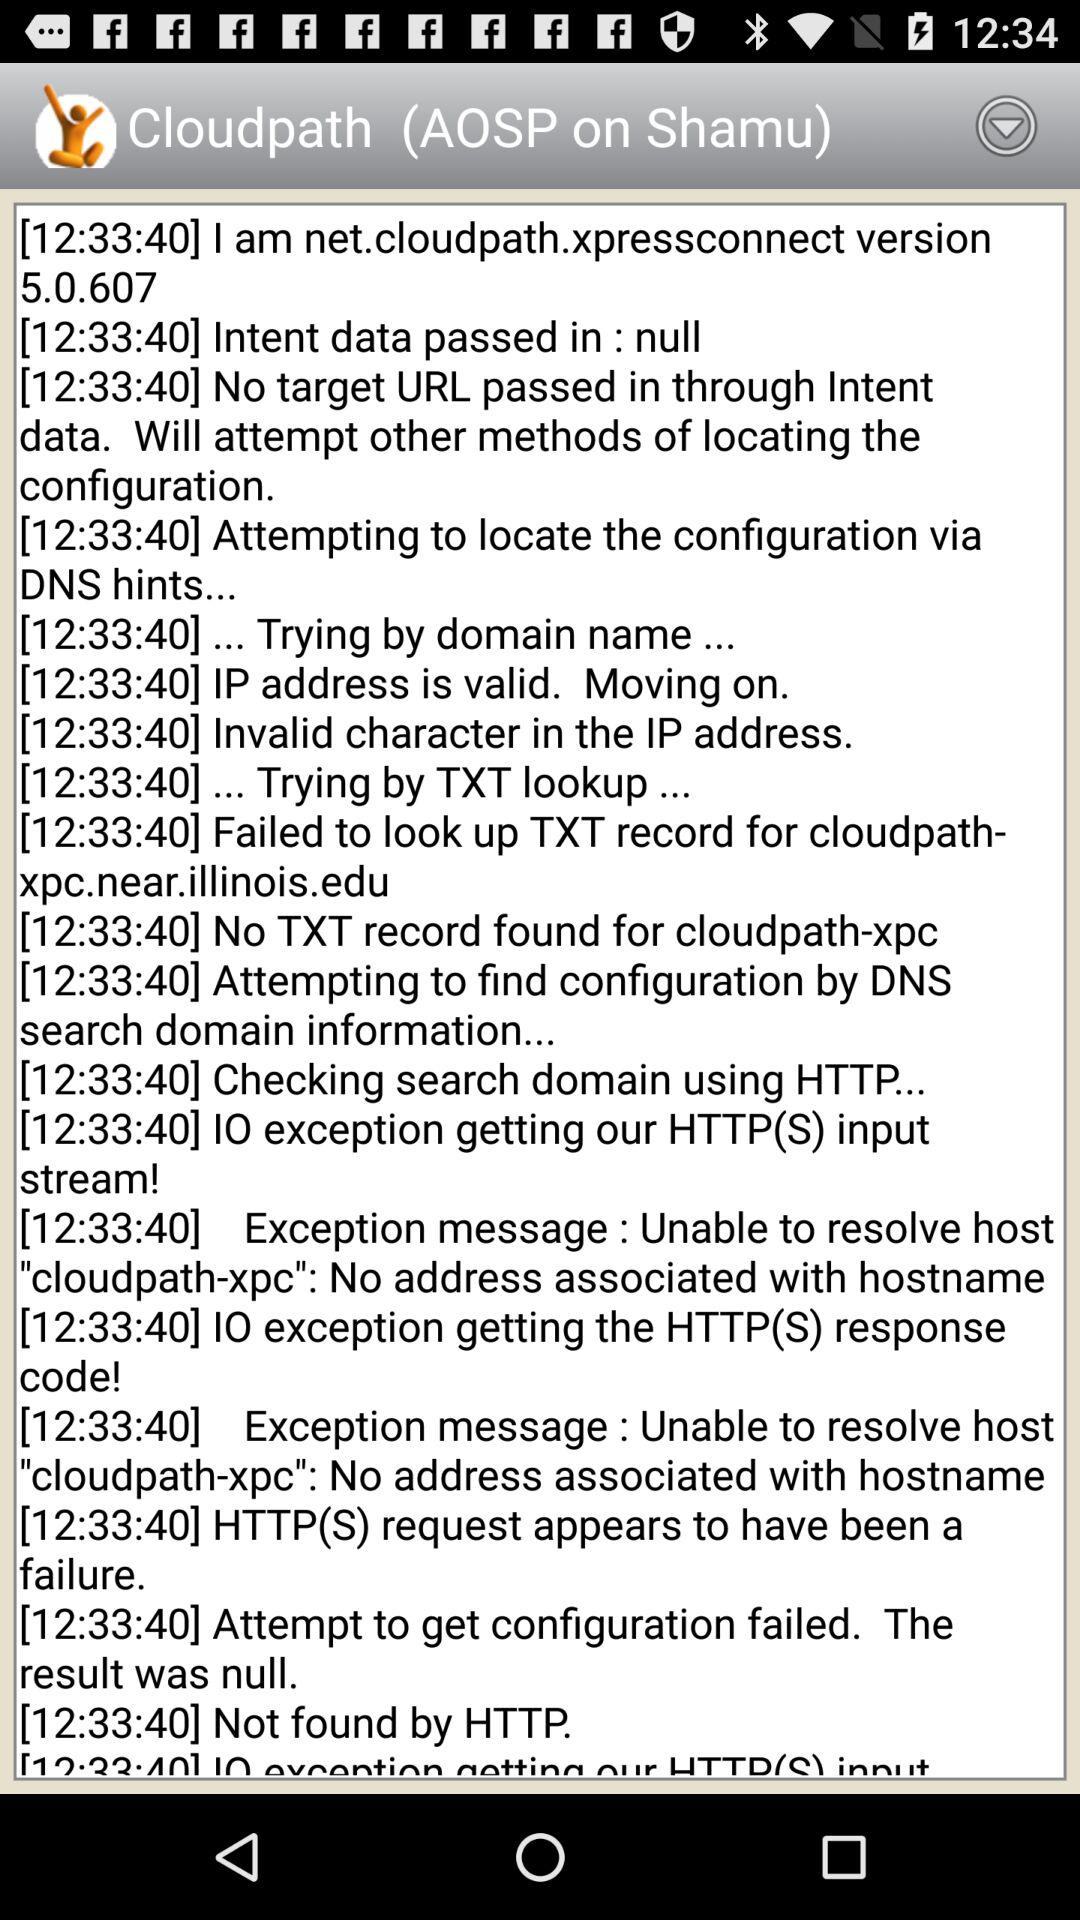 12:34
Cloudpath  (AOSP on Shamu)
[12:33:40] I am net.cloudpath.xpressconnect version
5.0.607
[12:33:40] Intent data passed in : null
[12:33:40] No target URL passed in through Intent
data.  Will attempt other methods of locating the
configuration.
[12:33:40] Attempting to locate the configuration via
DNS hints...
[12:33:40] ... Trying by domain name ...
[12:33:40] IP address is valid.  Moving on.
[12:33:40] Invalid character in the IP address.
[12:33:40] ... Trying by TXT lookup ...
[12:33:40] Failed to look up TXT record for cloudpath-
xpc.near.illinois.edu
[12:33:40] No TXT record found for cloudpath-xpc
[12:33:40] Attempting to find configuration by DNS
search domain information...
[12:33:40] Checking search domain using HTTP...
[12:33:40] IO exception getting our HTTP(S) input
stream!
[12:33:40]    Exception message : Unable to resolve host
"cloudpath-xpc": No address associated with hostname
[12:33:40] IO exception getting the HTTP(S) response
code!
[12:33:40]    Exception message : Unable to resolve host
"cloudpath-xpc": No address associated with hostname
[12:33:40] HTTP(S) request appears to have been a
failure.
[12:33:40] Attempt to get configuration failed.  The
result was null.
[12:33:40] Not found by HTTP.
[12:33:40] IO exception getting our HTTP(S) input